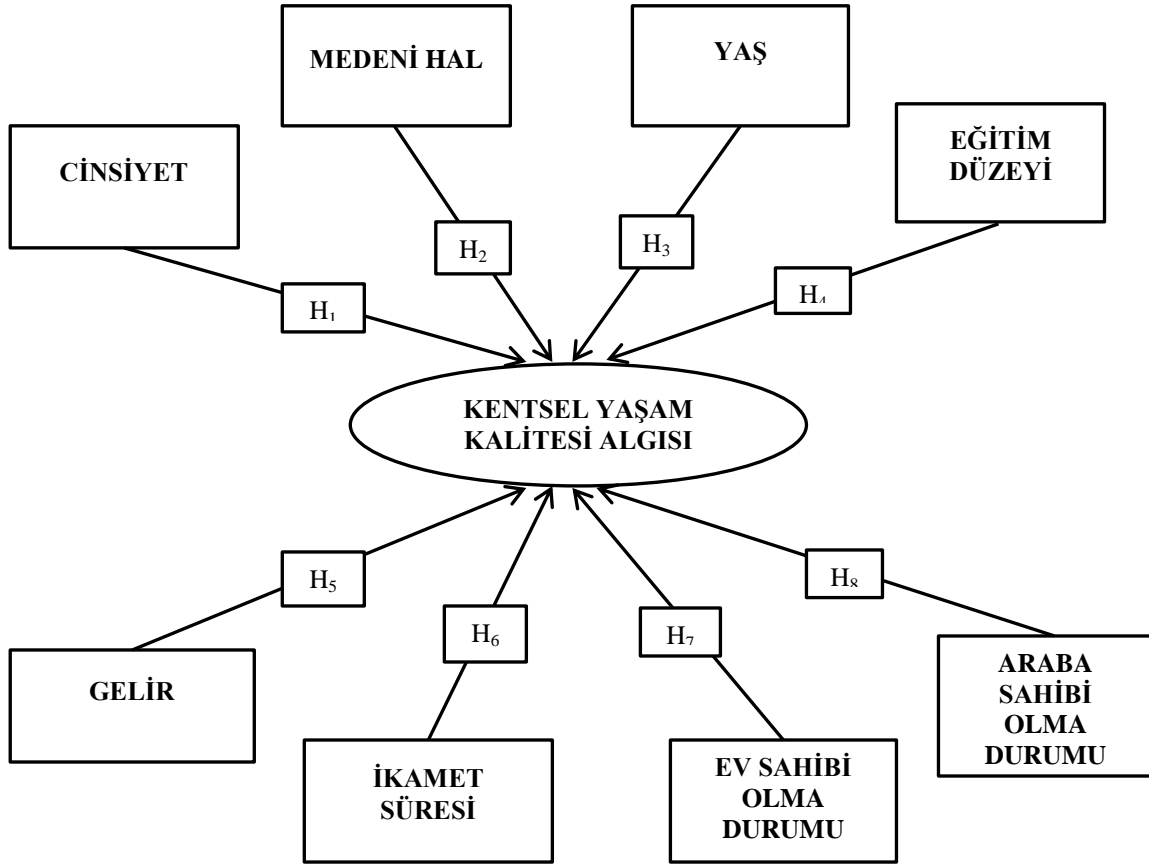 MEDENİ HAL
YAŞ
CİNSİYET
EĞİTİM
DÜZEYİ
H₂
H₃
H₁
H₄
KENTSEL YAŞAM
KALİTESİ ALGISI
H₅
H₆
H₇
H₈
GELİR
İKAMET
SÜRESİ
EV SAHİBİ
OLMA
DURUMU
ARABA
SAHİBİ
OLMA
DURUMU